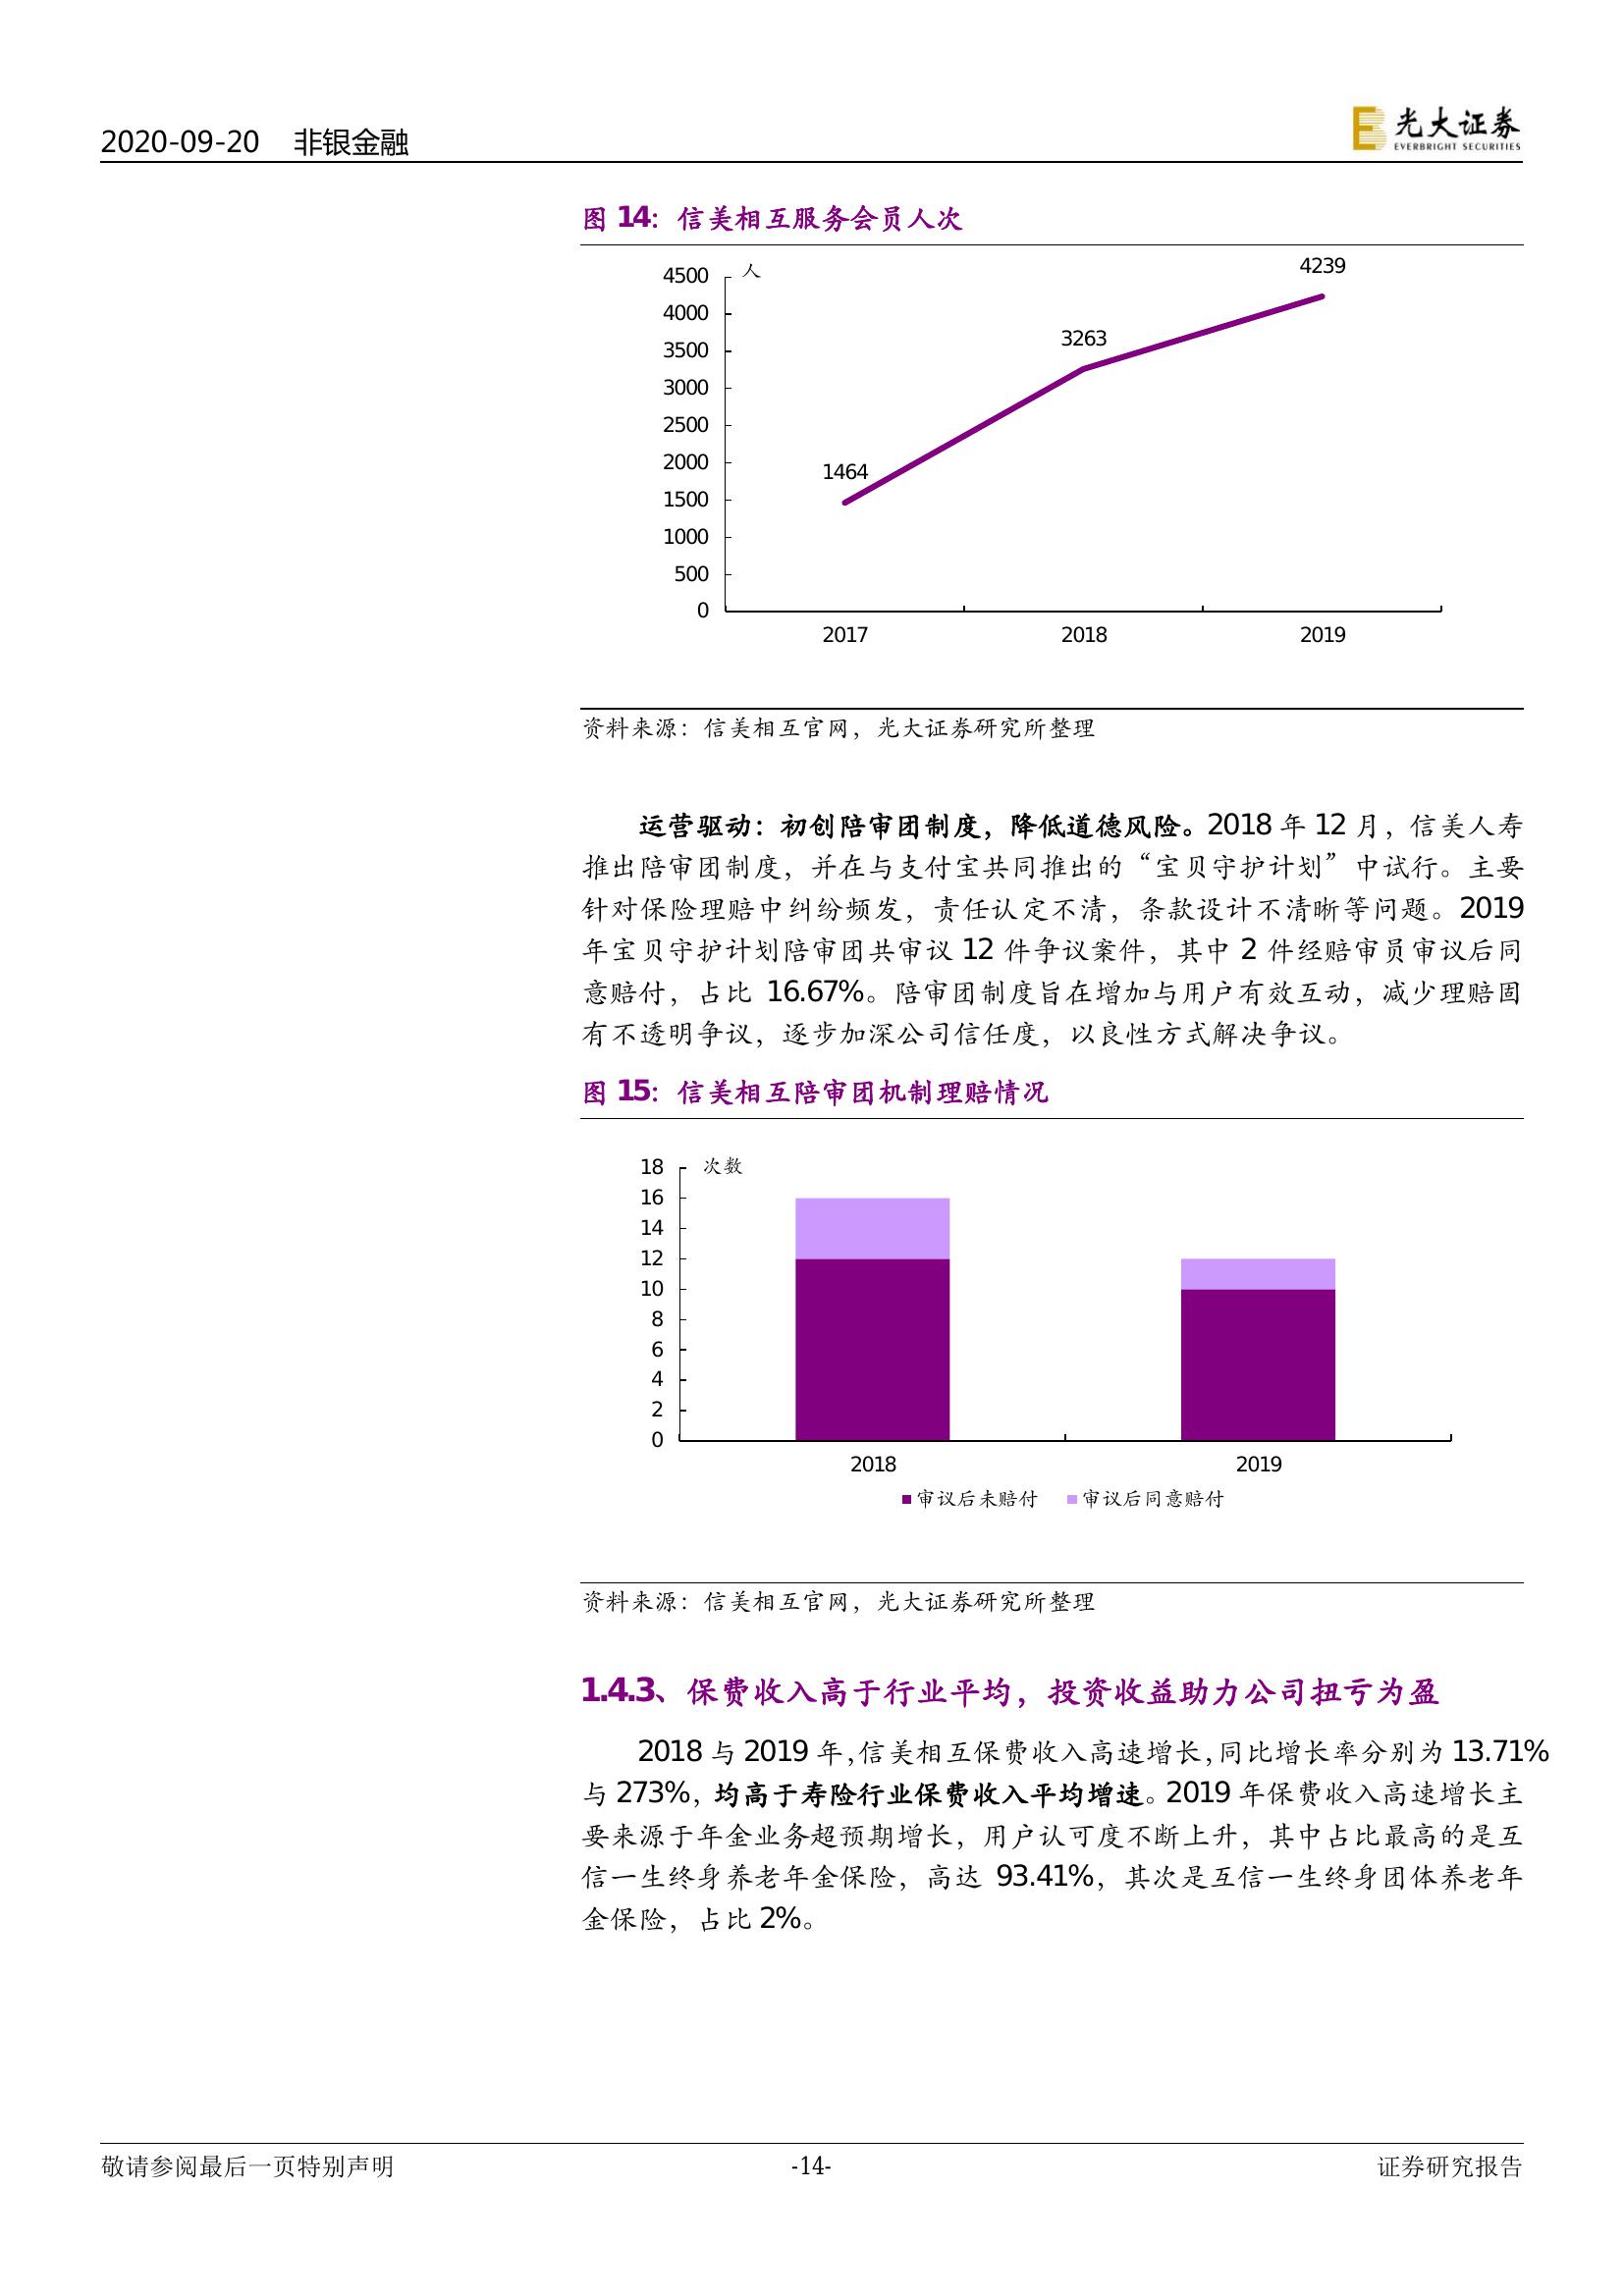 2020-09-20 非银金融
光大证券
EVERBRIGHT SECURITIES
图 14：信美相互服务会员人次
人
4500
4000
3500
3000
2500
2000
1500
1000
500
0
1464
3263
4239
2017 2018 2019
资料来源：信美相互官网，光大证券研究所整理
运营驱动：初创陪审团制度，降低道德风险。2018 年 12 月，信美人寿
推出陪审团制度，并在与支付宝共同推出的“宝贝守护计划”中试行。主要
针对保险理赔中纠纷频发，责任认定不清，条款设计不清晰等问题。2019
年宝贝守护计划陪审团共审议 12 件争议案件，其中 2 件经赔审员审议后同
意赔付，占比 16.67%。陪审团制度旨在增加与用户有效互动，减少理赔固
有不透明争议，逐步加深公司信任度，以良性方式解决争议。
图 15：信美相互陪审团机制理赔情况
次数
18
16
14
12
10
8
6
4
2
0
2018 2019
审议后未赔付 审议后同意赔付
资料来源：信美相互官网，光大证券研究所整理
1.4.3、保费收入高于行业平均，投资收益助力公司扭亏为盈
2018 与 2019 年，信美相互保费收入高速增长，同比增长率分别为 13.71%
与 273%，均高于寿险行业保费收入平均增速。2019 年保费收入高速增长主
要来源于年金业务超预期增长，用户认可度不断上升，其中占比最高的是互
信一生终身养老年金保险，高达 93.41%，其次是互信一生终身团体养老年
金保险，占比 2%。
敬请参阅最后一页特别声明 -14- 证券研究报告